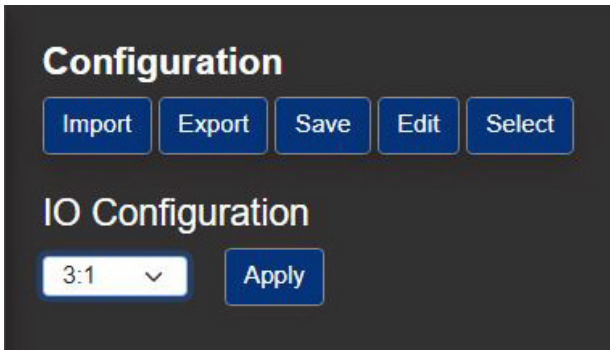 Configuration
Import Export Save Edit Select
IO Configuration
3:1 Apply